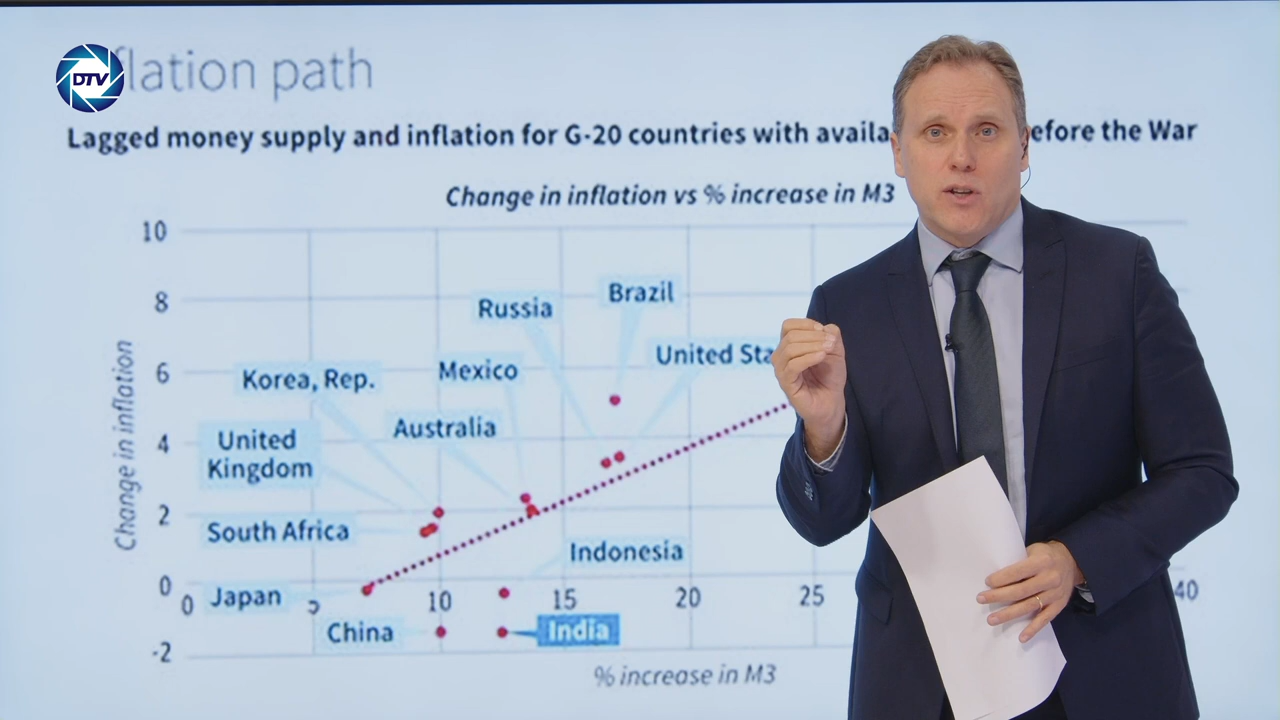 DTV
flation path
Lagged money supply and inflation for G-20 countries with availa efore the War
Change in inflation vs % increase in M3
10
8
6
4
2
0
-2
Change in inflation
Russia
Brazil
United Sta
Korea, Rep.
Mexico
Australia
United
Kingdom
South Africa
Indonesia
Japan
China
India
0
5
10
15
20
25
40
% increase in M3